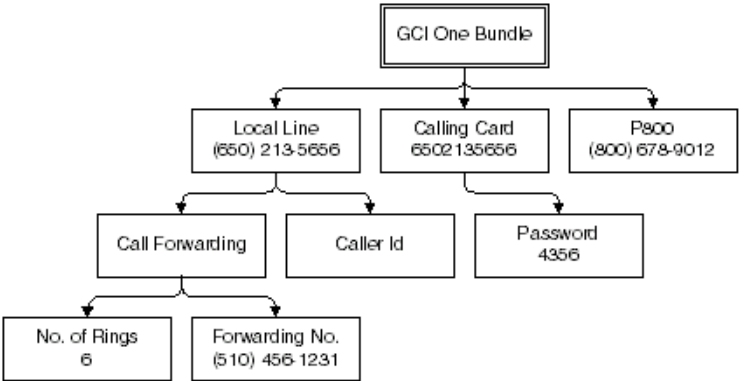 GCI One Bundle
Local Line
(650) 213-5656
Calling Card
6502135656
P800
(800) 678-9012
Call Forwarding
Caller Id
Password
4356
No. of Rings
6
Forwarding No.
(510) 456-1231